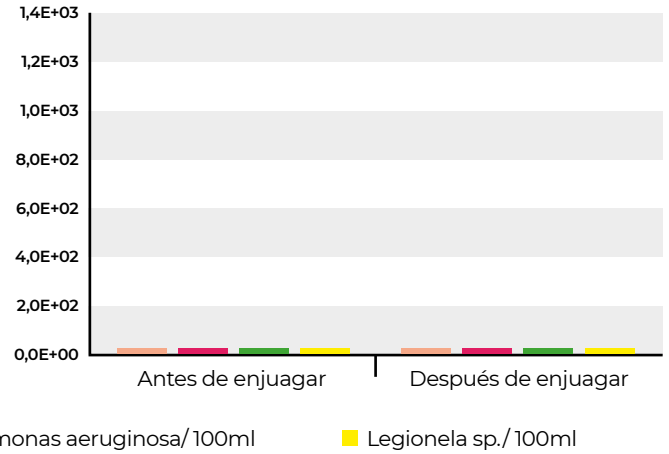 1,4E+03
1,2E+03
1,0E+03
8,0E+02
6,0E+02
4,0E+02
2,0E+02
0,0E+00
Antes de enjuagar Después de enjuagar
monas aeruginosa/ 100ml Legionela sp./ 100ml